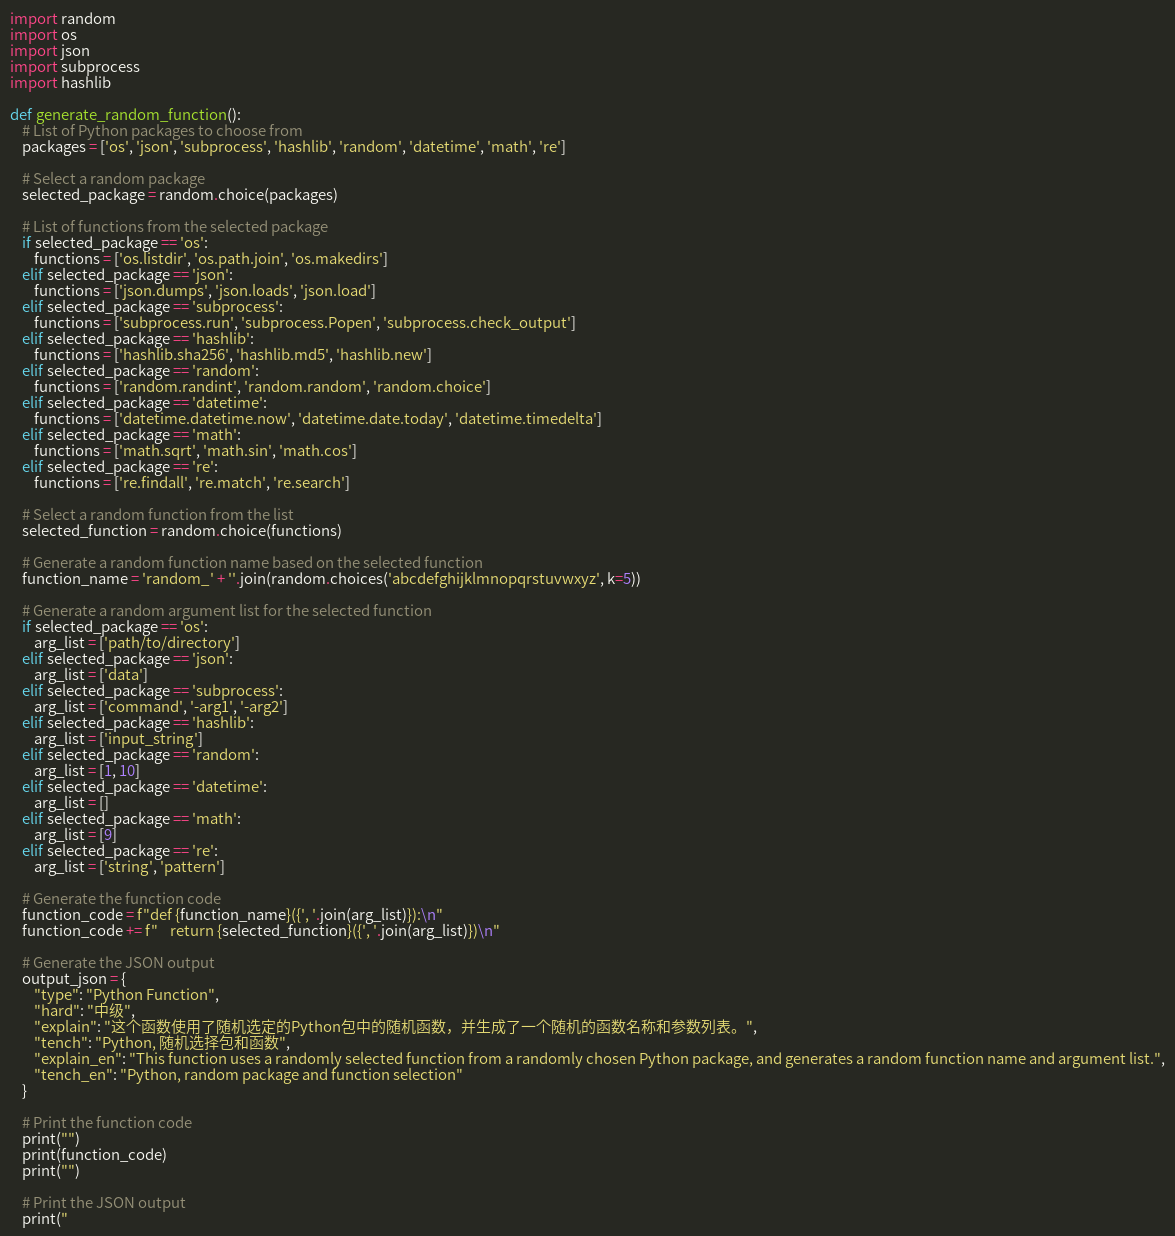 import random
import os
import json
import subprocess
import hashlib

def generate_random_function():
    # List of Python packages to choose from
    packages = ['os', 'json', 'subprocess', 'hashlib', 'random', 'datetime', 'math', 're']

    # Select a random package
    selected_package = random.choice(packages)

    # List of functions from the selected package
    if selected_package == 'os':
        functions = ['os.listdir', 'os.path.join', 'os.makedirs']
    elif selected_package == 'json':
        functions = ['json.dumps', 'json.loads', 'json.load']
    elif selected_package == 'subprocess':
        functions = ['subprocess.run', 'subprocess.Popen', 'subprocess.check_output']
    elif selected_package == 'hashlib':
        functions = ['hashlib.sha256', 'hashlib.md5', 'hashlib.new']
    elif selected_package == 'random':
        functions = ['random.randint', 'random.random', 'random.choice']
    elif selected_package == 'datetime':
        functions = ['datetime.datetime.now', 'datetime.date.today', 'datetime.timedelta']
    elif selected_package == 'math':
        functions = ['math.sqrt', 'math.sin', 'math.cos']
    elif selected_package == 're':
        functions = ['re.findall', 're.match', 're.search']

    # Select a random function from the list
    selected_function = random.choice(functions)

    # Generate a random function name based on the selected function
    function_name = 'random_' + ''.join(random.choices('abcdefghijklmnopqrstuvwxyz', k=5))

    # Generate a random argument list for the selected function
    if selected_package == 'os':
        arg_list = ['path/to/directory']
    elif selected_package == 'json':
        arg_list = ['data']
    elif selected_package == 'subprocess':
        arg_list = ['command', '-arg1', '-arg2']
    elif selected_package == 'hashlib':
        arg_list = ['input_string']
    elif selected_package == 'random':
        arg_list = [1, 10]
    elif selected_package == 'datetime':
        arg_list = []
    elif selected_package == 'math':
        arg_list = [9]
    elif selected_package == 're':
        arg_list = ['string', 'pattern']

    # Generate the function code
    function_code = f"def {function_name}({', '.join(arg_list)}):\n"
    function_code += f"    return {selected_function}({', '.join(arg_list)})\n"

    # Generate the JSON output
    output_json = {
        "type": "Python Function",
        "hard": "中级",
        "explain": "这个函数使用了随机选定的Python包中的随机函数，并生成了一个随机的函数名称和参数列表。",
        "tench": "Python, 随机选择包和函数",
        "explain_en": "This function uses a randomly selected function from a randomly chosen Python package, and generates a random function name and argument list.",
        "tench_en": "Python, random package and function selection"
    }

    # Print the function code
    print("")
    print(function_code)
    print("")

    # Print the JSON output
    print("